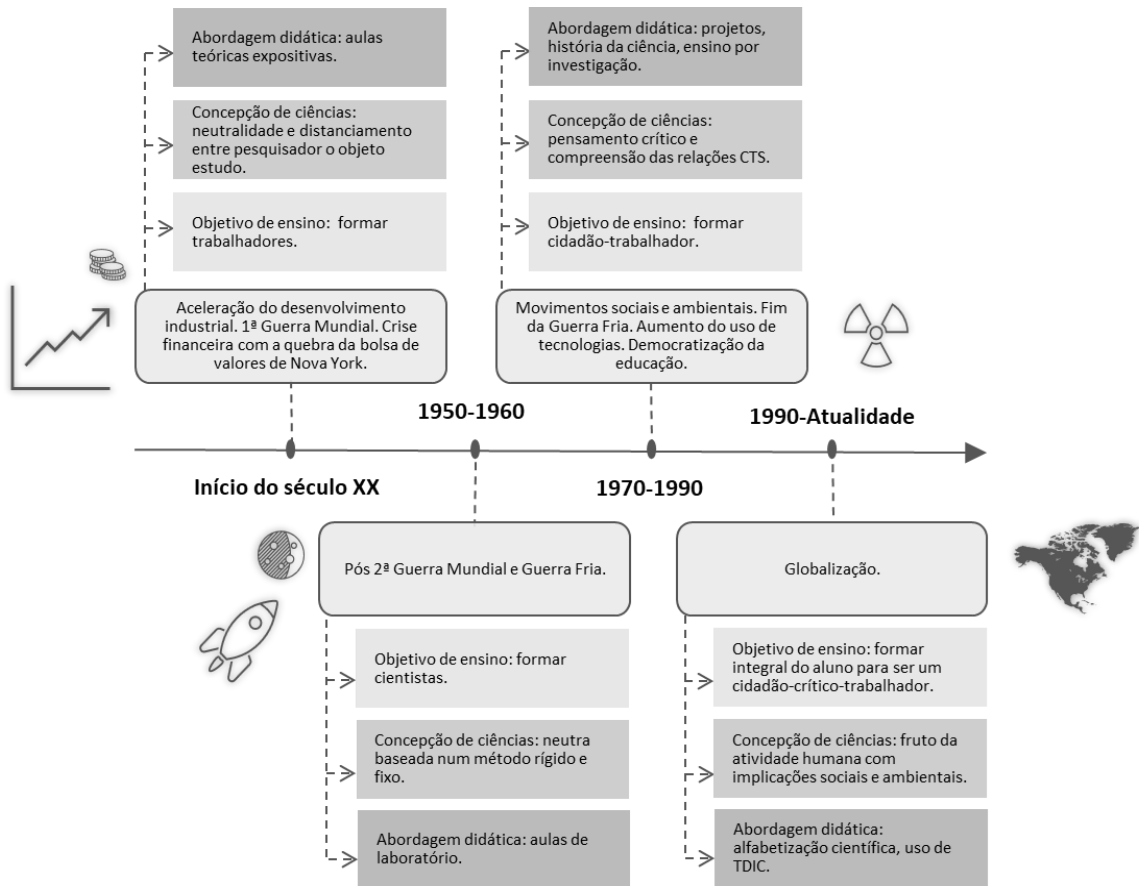 Abordagem didática: aulas
teóricas expositivas.
Concepção de ciências:
neutralidade e distanciamento
entre pesquisador o objeto
estudo.
Objetivo de ensino:  formar
trabalhadores.
Aceleração do desenvolvimento
industrial. 1ª Guerra Mundial. Crise
financeira com a quebra da bolsa de
valores de Nova York.
Abordagem didática: projetos,
história da ciência, ensino por
investigação.
Concepção de ciências:
pensamento crítico e
compreensão das relações CTS.
Objetivo de ensino:  formar
cidadão-trabalhador.
Movimentos sociais e ambientais. Fim
da Guerra Fria. Aumento do uso de
tecnologias. Democratização da
educação.
1950-1960
1990-Atualidade
Início do século XX
1970-1990
Pós 2ª Guerra Mundial e Guerra Fria.
Objetivo de ensino: formar
cientistas.
Concepção de ciências: neutra
baseada num método rígido e
fixo.
Abordagem didática: aulas de
laboratório.
Globalização.
Objetivo de ensino: formar
integral do aluno para ser um
cidadão-crítico-trabalhador.
Concepção de ciências: fruto da
atividade humana com
implicações sociais e ambientais.
Abordagem didática:
alfabetização científica, uso de
TDIC.